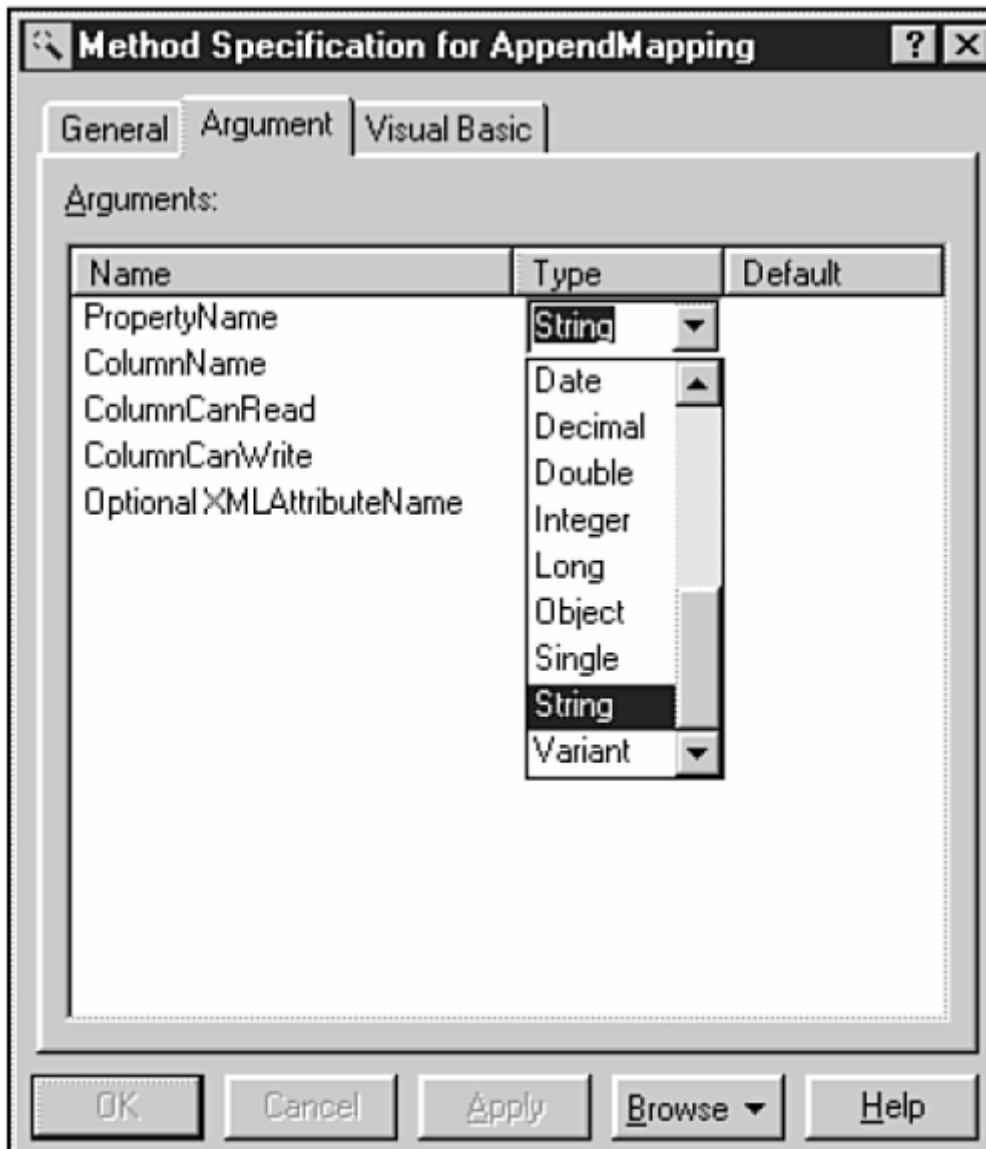 Method Specification for AppendMapping
General Argument Visual Basic
Arguments:
Name Type Default
PropertyName String
ColumnName
ColumnCanRead
ColumnCanWrite
Optional XMLAttributeName
Date
Decimal
Double
Integer
Long
Object
Single
String
Variant
OK Cancel Apply Browse Help